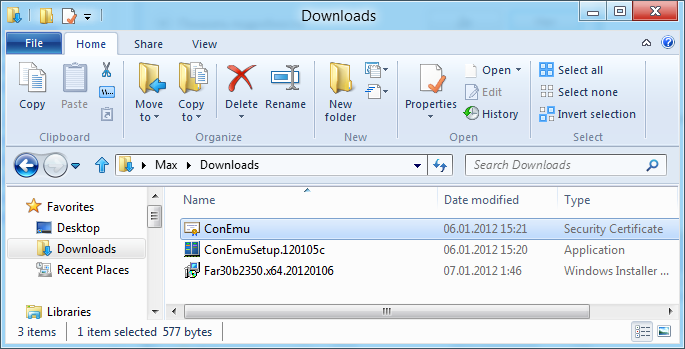 Downloads
File Home Share View
Copy Paste Move to Copy to Delete Rename New folder Properties Open Edit History Select all Select none Invert selection
Clipboard Organize New Open Select
Max Downloads Search Downloads
Favorites
Desktop
Downloads
Recent Places
Libraries
Name Date modified Type
ConEmu 06.01.2012 15:21 Security Certificate
ConEmuSetup.120105c 06.01.2012 15:20 Application
Far30b2350.x64.20120106 07.01.2012 1:46 Windows Installer ...
3 items 1 item selected 577 bytes